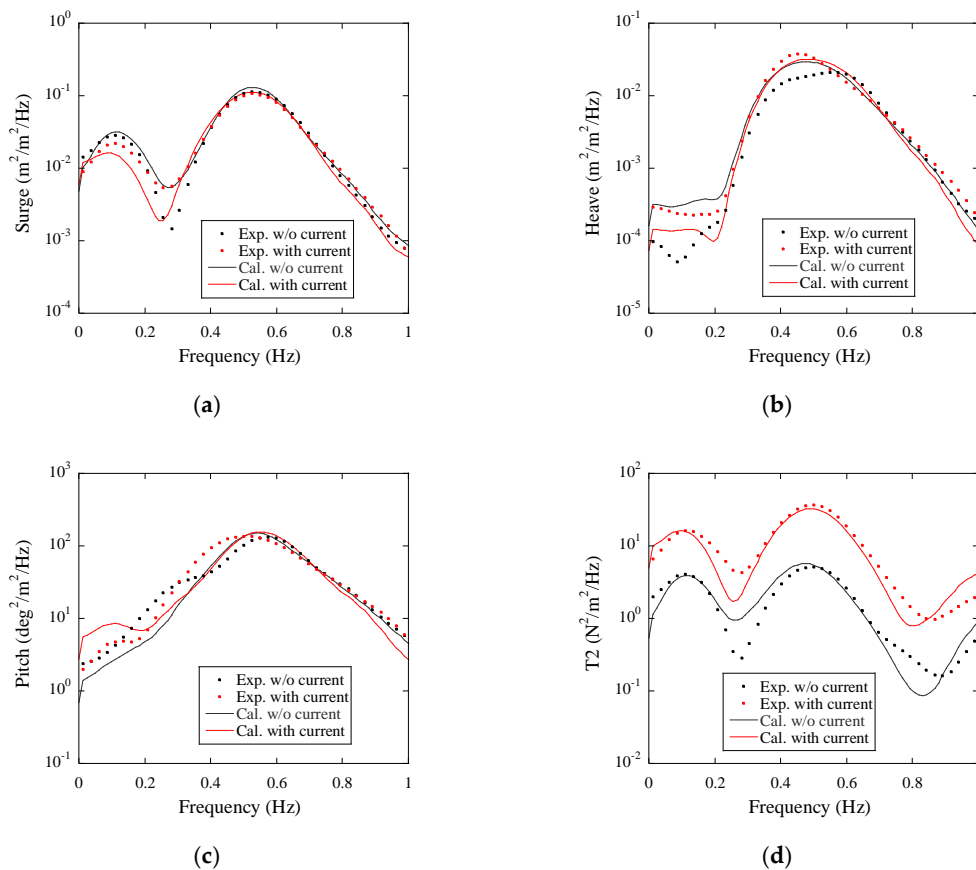 10^0
10^-1
10^-2
10^-3
10^-4
Surge (m^2/m^2/Hz)
Exp. w/o current
Exp. with current
Cal. w/o current
Cal. with current
0 0.2 0.4 0.6 0.8 1
Frequency (Hz)
(a)
10^-1
10^-2
10^-3
10^-4
10^-5
Heave (m^2/m^2/Hz)
Exp. w/o current
Exp. with current
Cal. w/o current
Cal. with current
0 0.2 0.4 0.6 0.8
Frequency (Hz)
(b)
10^3
10^2
10^1
10^0
10^-1
Pitch (deg^2/m^2/Hz)
Exp. w/o current
Exp. with current
Cal. w/o current
Cal. with current
0 0.2 0.4 0.6 0.8 1
Frequency (Hz)
(c)
10^2
10^1
10^0
10^-1
10^-2
T2 (N^2/m^2/Hz)
Exp. w/o current
Exp. with current
Cal. w/o current
Cal. with current
0 0.2 0.4 0.6 0.8
Frequency (Hz)
(d)